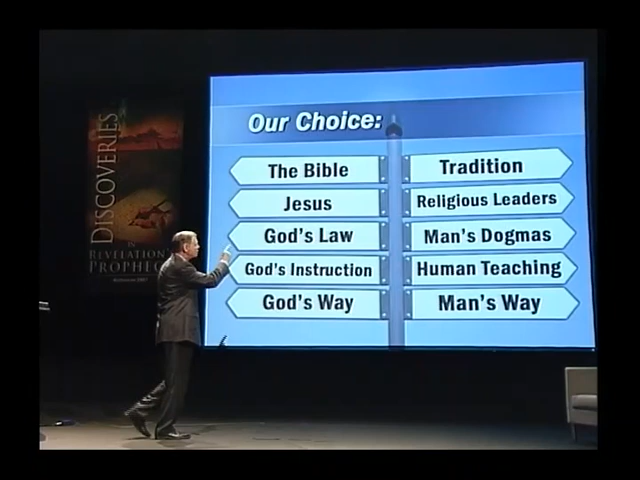 Our Choice:
The Bible
Tradition
Jesus
Religious Leaders
God's Law
Man's Dogmas
God's Instruction
Human Teaching
God's Way
Man's Way
DISCOVERIES
IN
REVELATION'S
PROPHEC